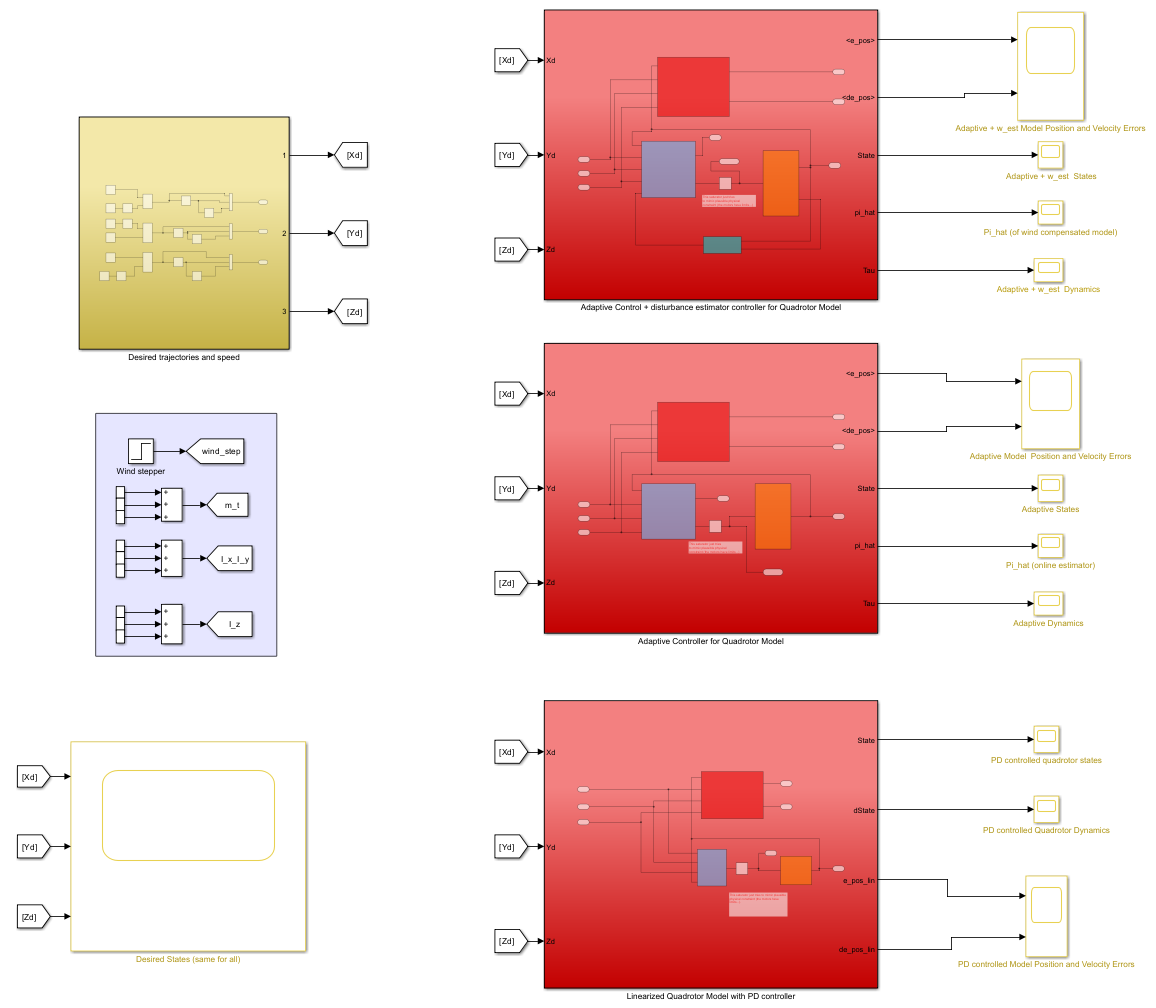 1
[Xd]
2
[Yd]
3
[Zd]
Desired trajectories and speed
Wind stepper
wind_step
+
+
+
m_t
+
+
+
I_x_I_y
+
+
+
I_z
[Xd]
[Yd]
[Zd]
Desired States (same for all)
[Xd]
Xd
[Yd]
Yd
[Zd]
Zd
<e_pos>
<de_pos>
State
pi_hat
Tau
Adaptive Control + disturbance estimator controller for Quadrotor Model
Adaptive + w_est Model Position and Velocity Errors
Adaptive + w_est  States
Pi_hat (of wind compensated model)
Adaptive + w_est  Dynamics
[Xd]
Xd
[Yd]
Yd
[Zd]
Zd
<e_pos>
<de_pos>
State
pi_hat
Tau
Adaptive Controller for Quadrotor Model
Adaptive Model  Position and Velocity Errors
Adaptive States
Pi_hat (online estimator)
Adaptive Dynamics
[Xd]
Xd
[Yd]
Yd
[Zd]
Zd
State
dState
e_pos_lin
de_pos_lin
Linearized Quadrotor Model with PD controller
PD controlled quadrotor states
PD controlled Quadrotor Dynamics
PD controlled Model Position and Velocity Errors